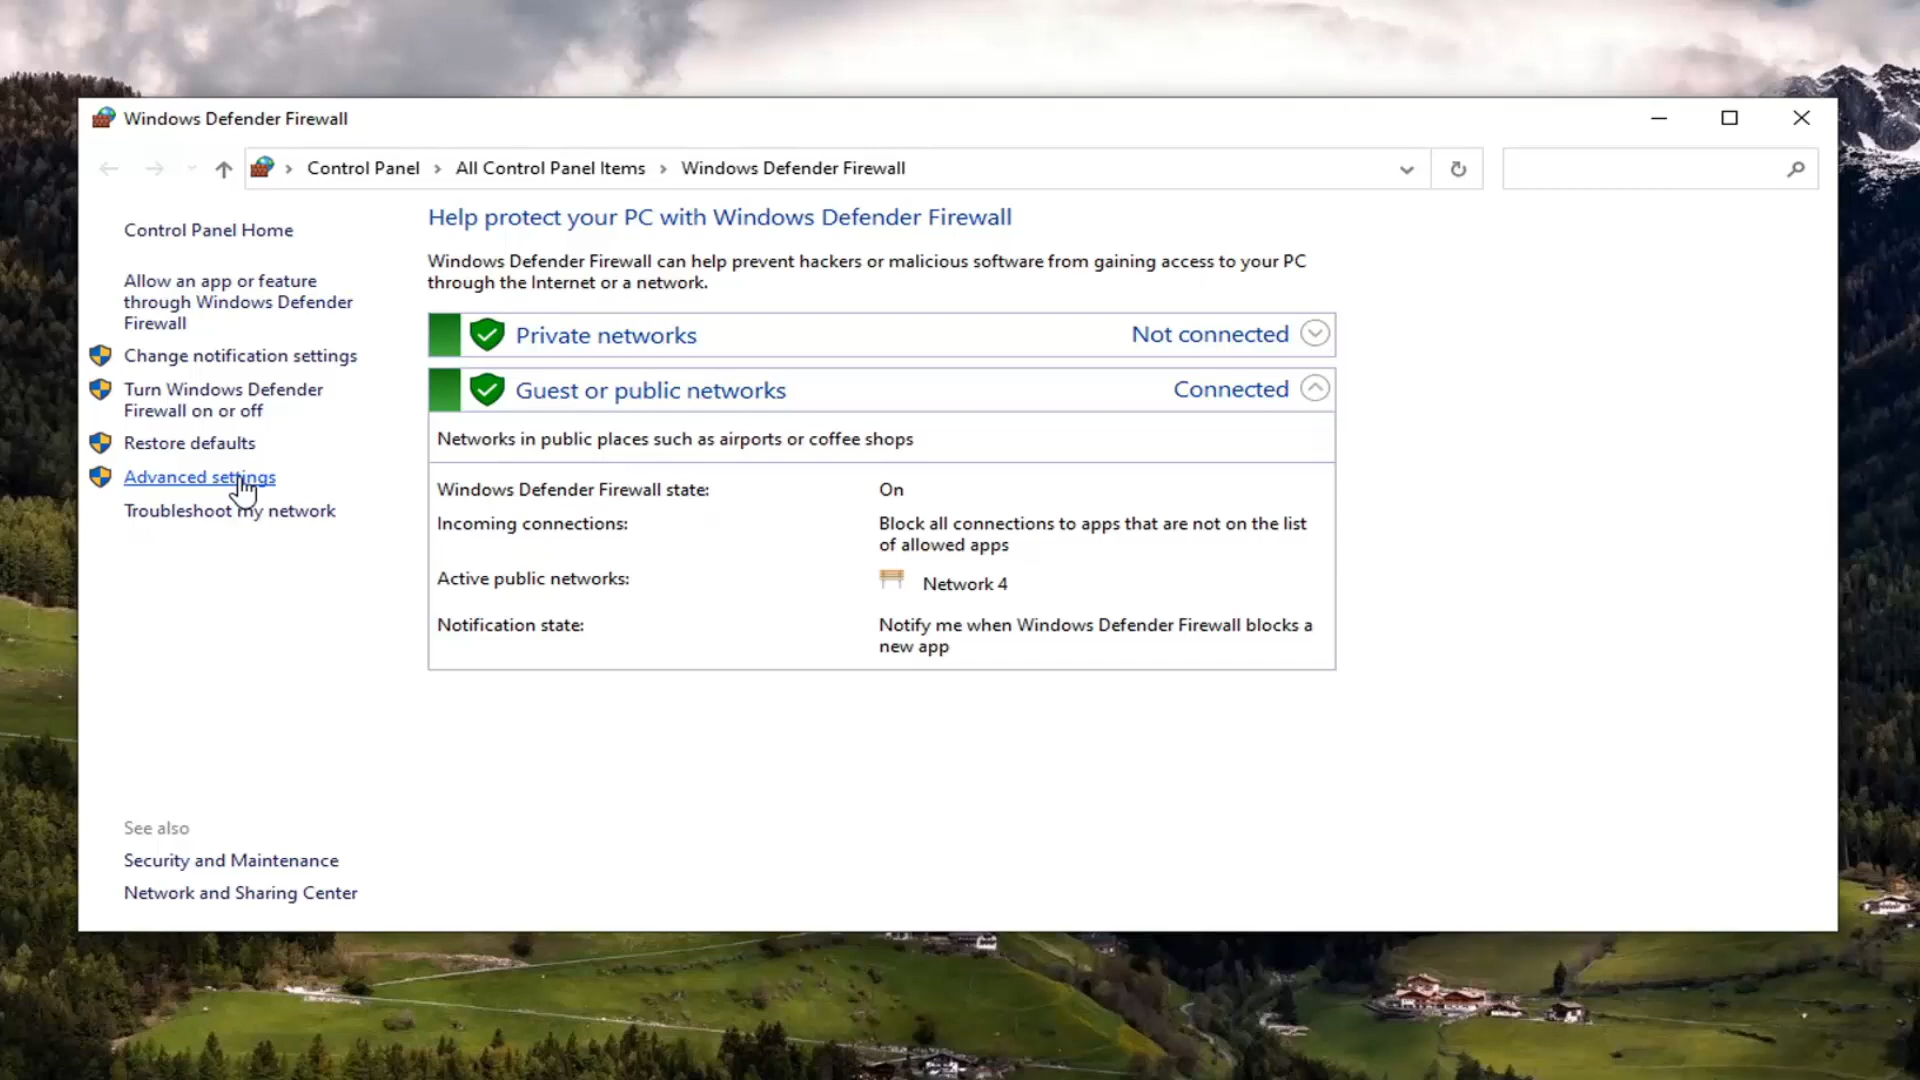 Windows Defender Firewall
Control Panel
All Control Panel Items
Windows Defender Firewall
Control Panel Home
Allow an app or feature
through Windows Defender
Firewall
Change notification settings
Turn Windows Defender
Firewall on or off
Restore defaults
Advanced settings
Troubleshoot my network
See also
Security and Maintenance
Network and Sharing Center
Help protect your PC with Windows Defender Firewall
Windows Defender Firewall can help prevent hackers or malicious software from gaining access to your PC
through the Internet or a network.
Private networks
Not connected
Guest or public networks
Connected
Networks in public places such as airports or coffee shops
Windows Defender Firewall state:
On
Incoming connections:
Block all connections to apps that are not on the list
of allowed apps
Active public networks:
Network 4
Notification state:
Notify me when Windows Defender Firewall blocks a
new app